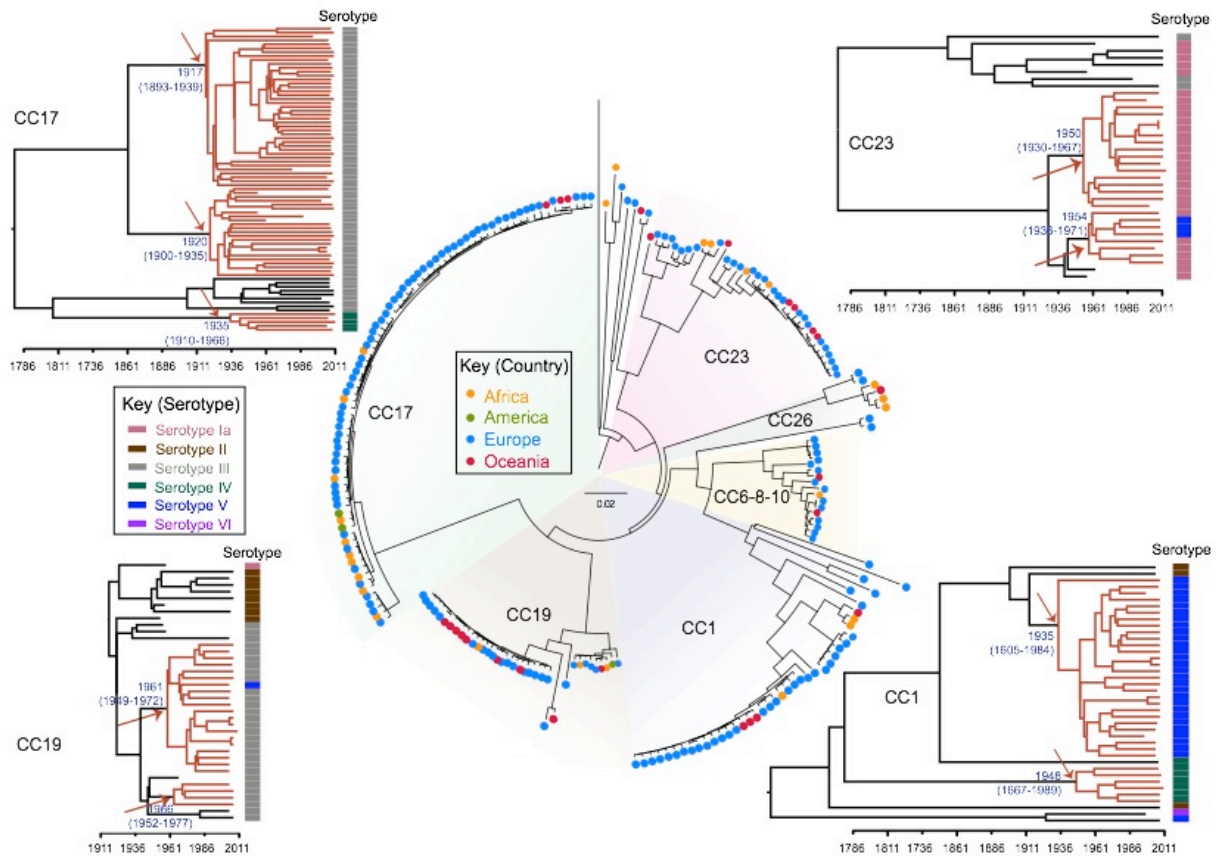 Serotype
1917
(1893-1939)
CC17
1920
(1900-1935)
1935
(1910-1966)
1786 1811 1836 1861 1886 1911 1936 1961 1986 2011
Serotype
1950
(1930-1967)
CC23
1954
(1936-1971)
1786 1811 1836 1861 1886 1911 1936 1961 1986 2011
Key (Serotype)
Serotype Ia
Serotype II
Serotype III
Serotype IV
Serotype V
Serotype VI
CC17
Key (Country)
Africa
America
Europe
Oceania
CC23
CC26
CC6-8-10
0.02
CC19
CC1
Serotype
1961
(1949-1972)
CC19
1966
(1952-1977)
1911 1936 1961 1986 2011
Serotype
1935
(1605-1984)
CC1
1948
(1667-1989)
1786 1811 1836 1861 1886 1911 1936 1961 1986 2011